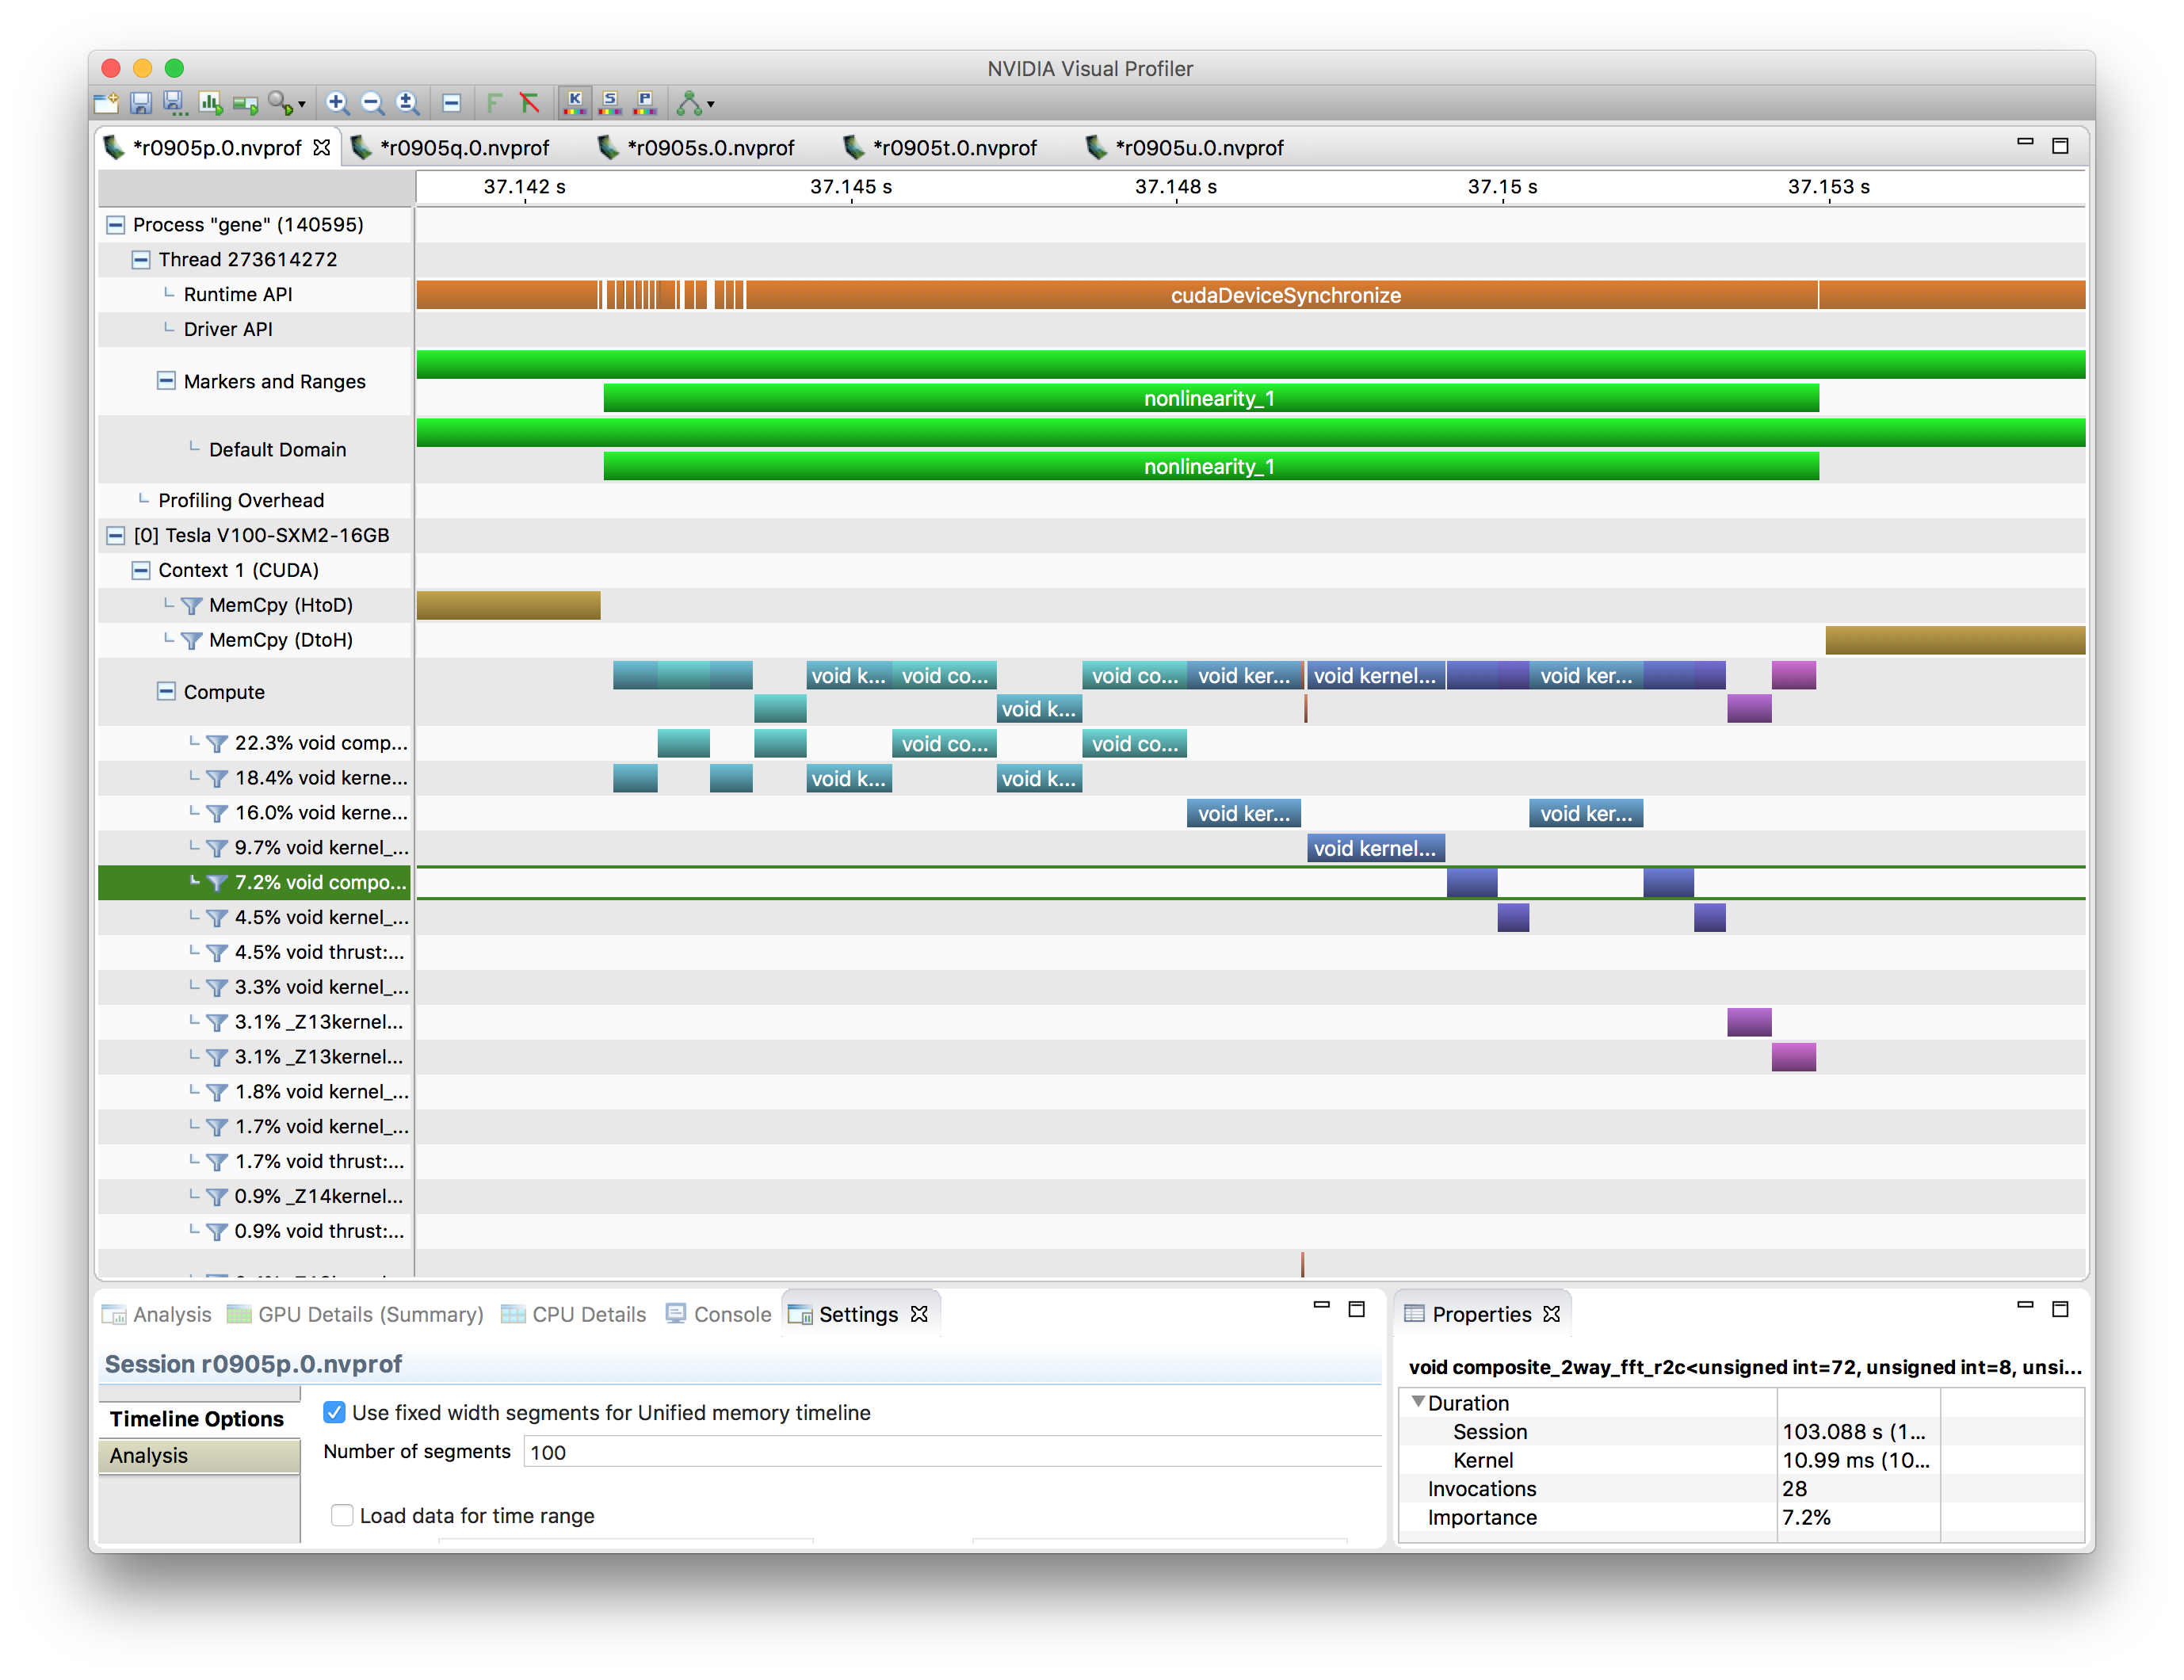 NVIDIA Visual Profiler
*r0905p.0.nvprof *r0905q.0.nvprof *r0905s.0.nvprof *r0905t.0.nvprof *r0905u.0.nvprof
37.142 s 37.145 s 37.148 s 37.15 s 37.153 s
Process "gene" (140595)
Thread 273614272
Runtime API cudaDeviceSynchronize
Driver API
Markers and Ranges
nonlinearity_1
Default Domain
nonlinearity_1
Profiling Overhead
[0] Tesla V100-SXM2-16GB
Context 1 (CUDA)
MemCpy (HtoD)
MemCpy (DtoH)
void k... void co... void co... void ker... void kernel... void ker...
Compute
void k...
22.3% void comp... void co... void co...
18.4% void kerne... void k... void k...
16.0% void kerne... void ker... void ker...
9.7% void kernel_... void kernel...
7.2% void compo...
4.5% void kernel_...
4.5% void thrust:...
3.3% void kernel_...
3.1% _Z13kernel...
3.1% _Z13kernel...
1.8% void kernel_...
1.7% void kernel_...
1.7% void thrust:...
0.9% _Z14kernel...
0.9% void thrust:...
Analysis GPU Details (Summary) CPU Details Console Settings
Session r0905p.0.nvprof
Timeline Options
Analysis
Use fixed width segments for Unified memory timeline
Number of segments 100
Load data for time range
Properties
void composite_2way_fft_r2c<unsigned int=72, unsigned int=8, unsi...
Duration
Session 103.088 s (1...
Kernel 10.99 ms (10...
Invocations 28
Importance 7.2%